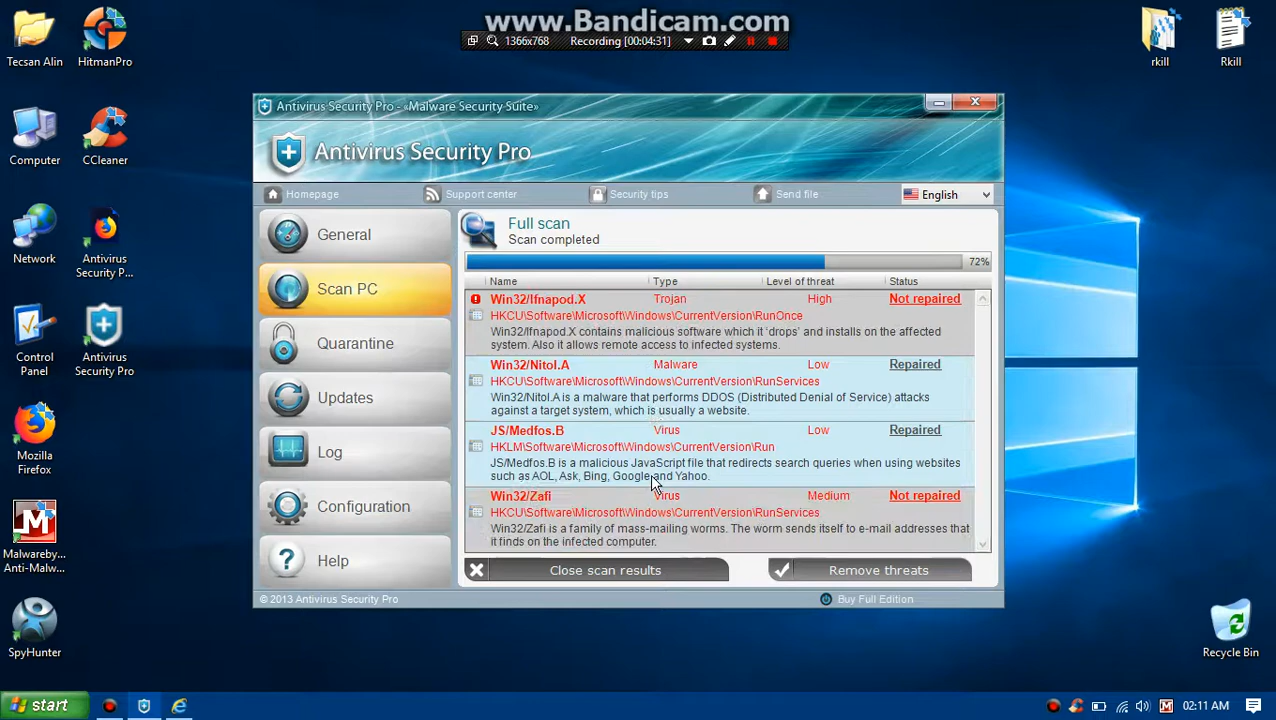 www.Bandicam.com
1366x768 Recording [00:04:31]
Tecsan Alin
HitmanPro
rkill
Rkill
Computer
CCleaner
Network
Antivirus
Security P...
Control
Panel
Antivirus
Security Pro
Mozilla
Firefox
Malwareby...
Anti-Malw...
SpyHunter
Recycle Bin
Antivirus Security Pro - «Malware Security Suite»
Antivirus Security Pro
Homepage Support center Security tips Send file English
General
Scan PC
Quarantine
Updates
Log
Configuration
Help
Full scan
Scan completed
72%
Name Type Level of threat Status
Win32/Ifnapod.X Trojan High Not repaired
HKCU\Software\Microsoft\Windows\CurrentVersion\RunOnce
Win32/Ifnapod.X contains malicious software which it 'drops' and installs on the affected
system. Also it allows remote access to infected systems.
Win32/Nitol.A Malware Low Repaired
HKCU\Software\Microsoft\Windows\CurrentVersion\RunServices
Win32/Nitol.A is a malware that performs DDOS (Distributed Denial of Service) attacks
against a target system, which is usually a website.
JS/Medfos.B Virus Low Repaired
HKLM\Software\Microsoft\Windows\CurrentVersion\Run
JS/Medfos.B is a malicious JavaScript file that redirects search queries when using websites
such as AOL, Ask, Bing, Google and Yahoo.
Win32/Zafi Virus Medium Not repaired
HKCU\Software\Microsoft\Windows\CurrentVersion\RunServices
Win32/Zafi is a family of mass-mailing worms. The worm sends itself to e-mail addresses that
it finds on the infected computer.
Close scan results Remove threats
© 2013 Antivirus Security Pro Buy Full Edition
start
02:11 AM